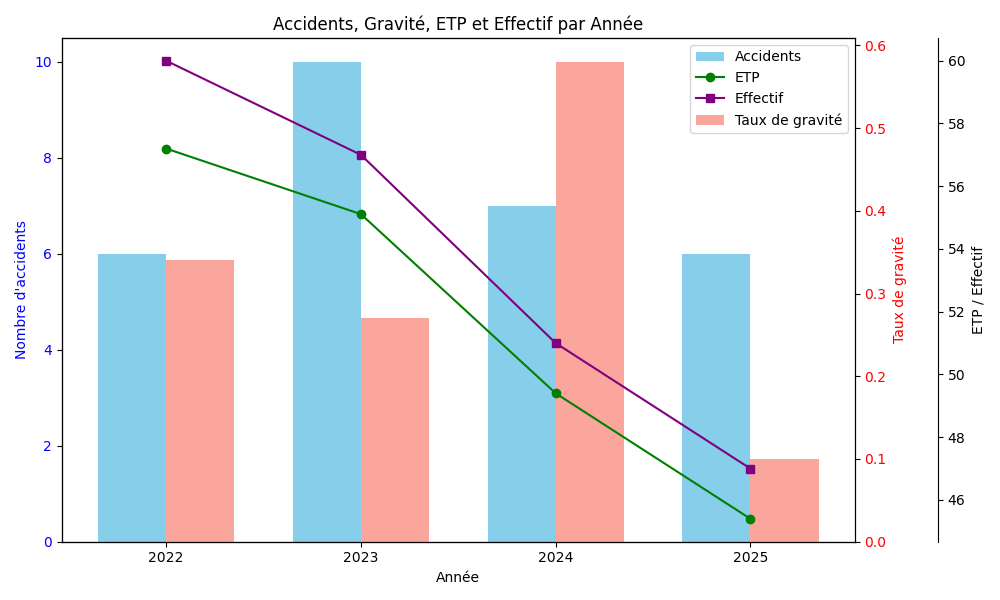 Accidents, Gravité, ETP et Effectif par Année
Accidents
ETP
Effectif
Taux de gravité
Nombre d'accidents
10
8
6
4
2
0
2022
2023
2024
2025
Année
0.6
0.5
0.4
0.3
0.2
0.1
0.0
Taux de gravité
60
58
56
54
52
50
48
46
ETP / Effectif